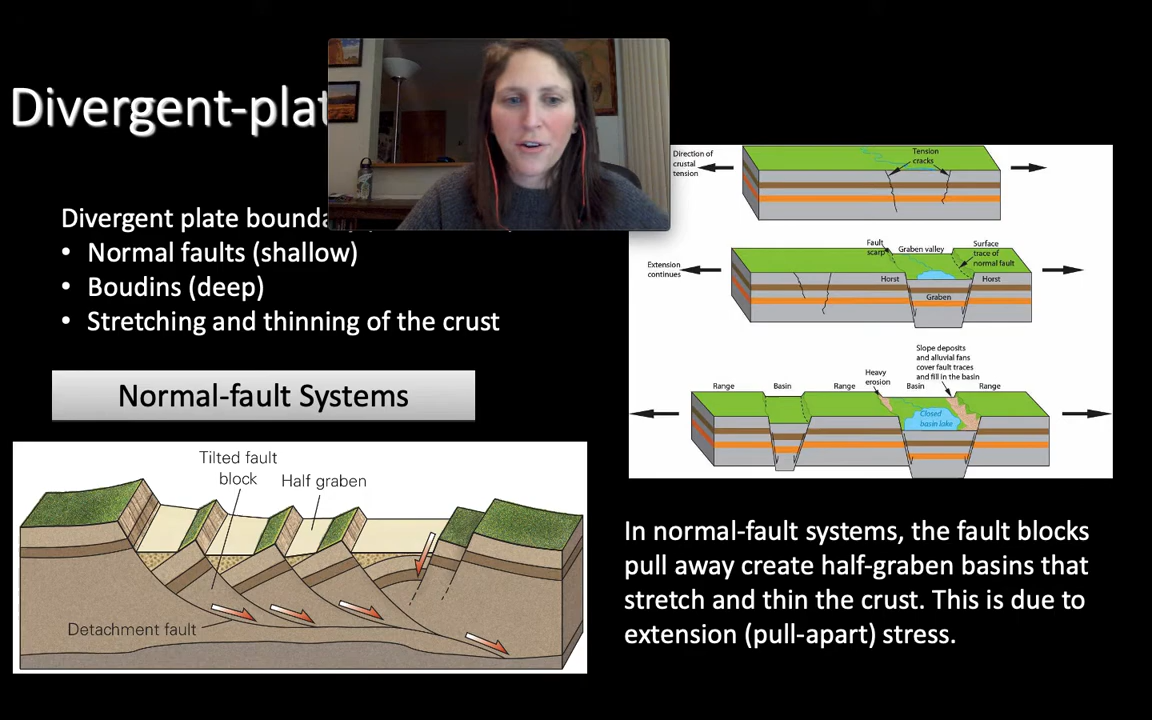 Divergent-plat
Divergent plate bounda
• Normal faults (shallow)
• Boudins (deep)
• Stretching and thinning of the crust
Normal-fault Systems
Tilted fault
block
Half graben
Detachment fault
Direction of
crustal
tension
Tension
cracks
Extension
continues
Fault
scarp
Graben valley
Surface
trace of
normal fault
Horst
Horst
Graben
Slope deposits
and alluvial fans
cover fault traces
and fill in the basin
Heavy
erosion
Range
Basin
Range
Basin
Range
Closed
basin lake
In normal-fault systems, the fault blocks
pull away create half-graben basins that
stretch and thin the crust. This is due to
extension (pull-apart) stress.